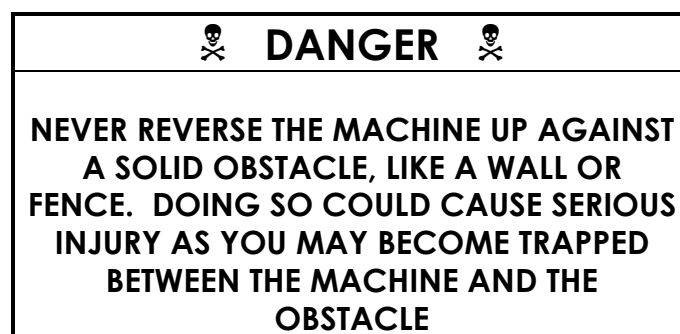 DANGER
NEVER REVERSE THE MACHINE UP AGAINST
A SOLID OBSTACLE, LIKE A WALL OR
FENCE.  DOING SO COULD CAUSE SERIOUS
INJURY AS YOU MAY BECOME TRAPPED
BETWEEN THE MACHINE AND THE
OBSTACLE